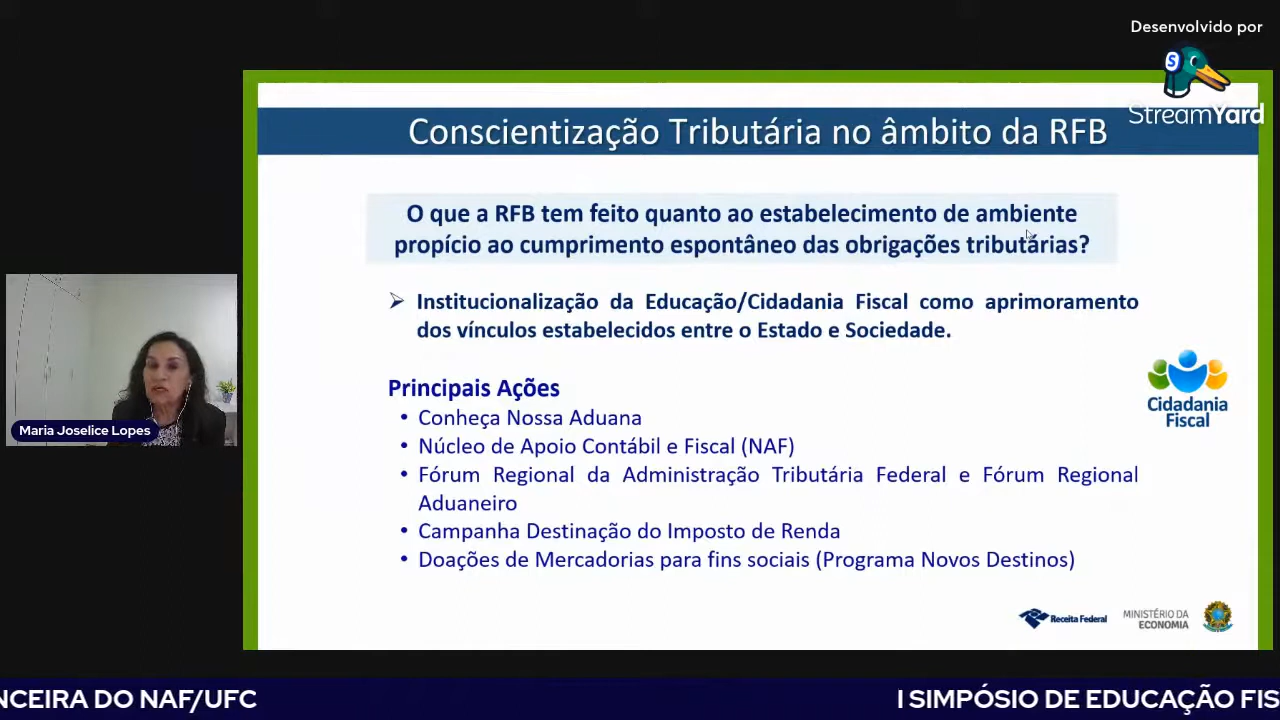 Desenvolvido por
S
StreamYard
Conscientização Tributária no âmbito da RFB
O que a RFB tem feito quanto ao estabelecimento de ambiente
propício ao cumprimento espontâneo das obrigações tributárias?
➢ Institucionalização da Educação/Cidadania Fiscal como aprimoramento
dos vínculos estabelecidos entre o Estado e Sociedade.
Principais Ações
• Conheça Nossa Aduana
• Núcleo de Apoio Contábil e Fiscal (NAF)
• Fórum Regional da Administração Tributária Federal e Fórum Regional
Aduaneiro
• Campanha Destinação do Imposto de Renda
• Doações de Mercadorias para fins sociais (Programa Novos Destinos)
Cidadania
Fiscal
Maria Joselice Lopes
Receita Federal
MINISTÉRIO DA
ECONOMIA
NCEIRA DO NAF/UFC
I SIMPÓSIO DE EDUCAÇÃO FIS